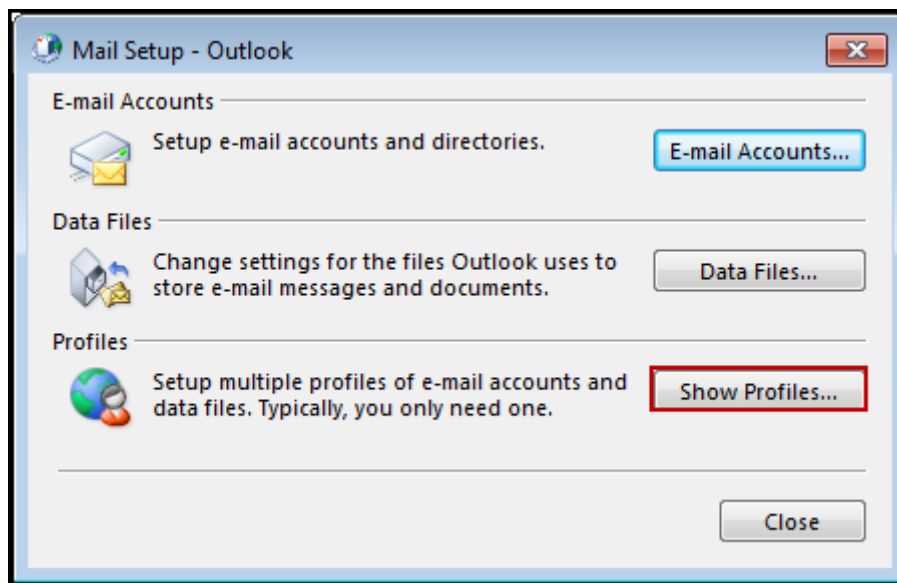 Mail Setup - Outlook
E-mail Accounts
Setup e-mail accounts and directories.
E-mail Accounts...
Data Files
Change settings for the files Outlook uses to
store e-mail messages and documents.
Data Files...
Profiles
Setup multiple profiles of e-mail accounts and
data files. Typically, you only need one.
Show Profiles...
Close